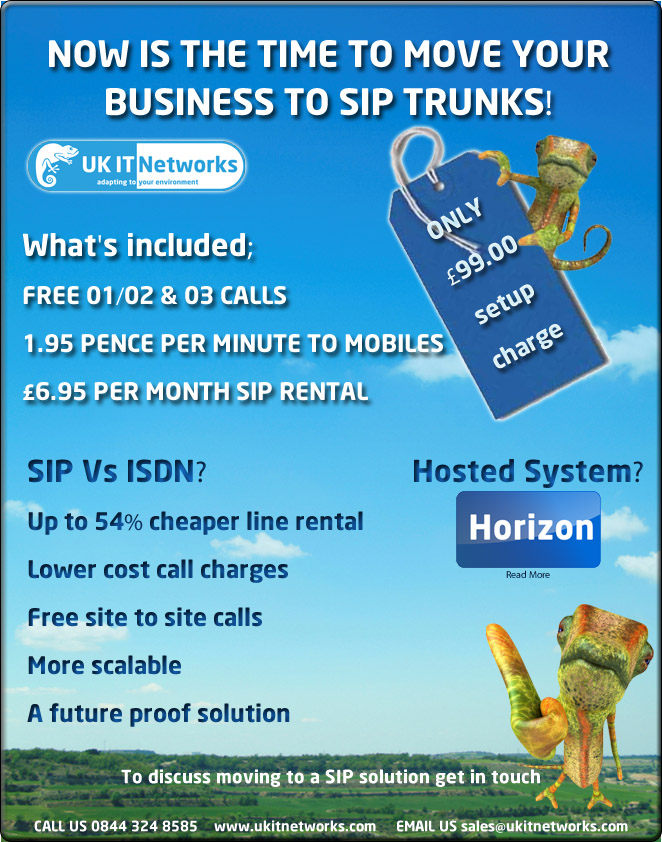 NOW IS THE TIME TO MOVE YOUR
BUSINESS TO SIP TRUNKS!
UK IT Networks
adapting to your environment
ONLY
£99.00
setup
charge
What's included;
FREE 01/02 & 03 CALLS
1.95 PENCE PER MINUTE TO MOBILES
£6.95 PER MONTH SIP RENTAL
SIP Vs ISDN?
Up to 54% cheaper line rental
Lower cost call charges
Free site to site calls
More scalable
A future proof solution
Hosted System?
Horizon
Read More
To discuss moving to a SIP solution get in touch
CALL US 0844 324 8585 www.ukitnetworks.com EMAIL US sales@ukitnetworks.com